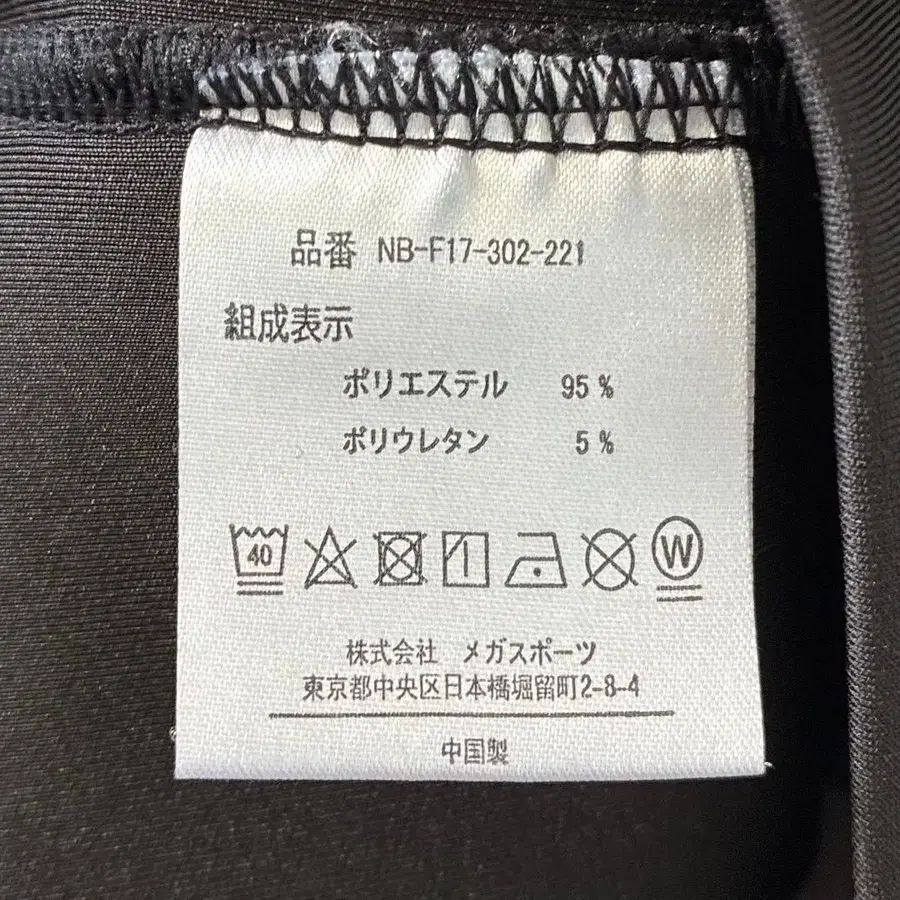 品番 NB-F17-302-221
組成表示
ポリエステル 95%
ポリウレタン 5%
40 W
株式会社 メガスポーツ
東京都中央区日本橋堀留町2-8-4
中国製